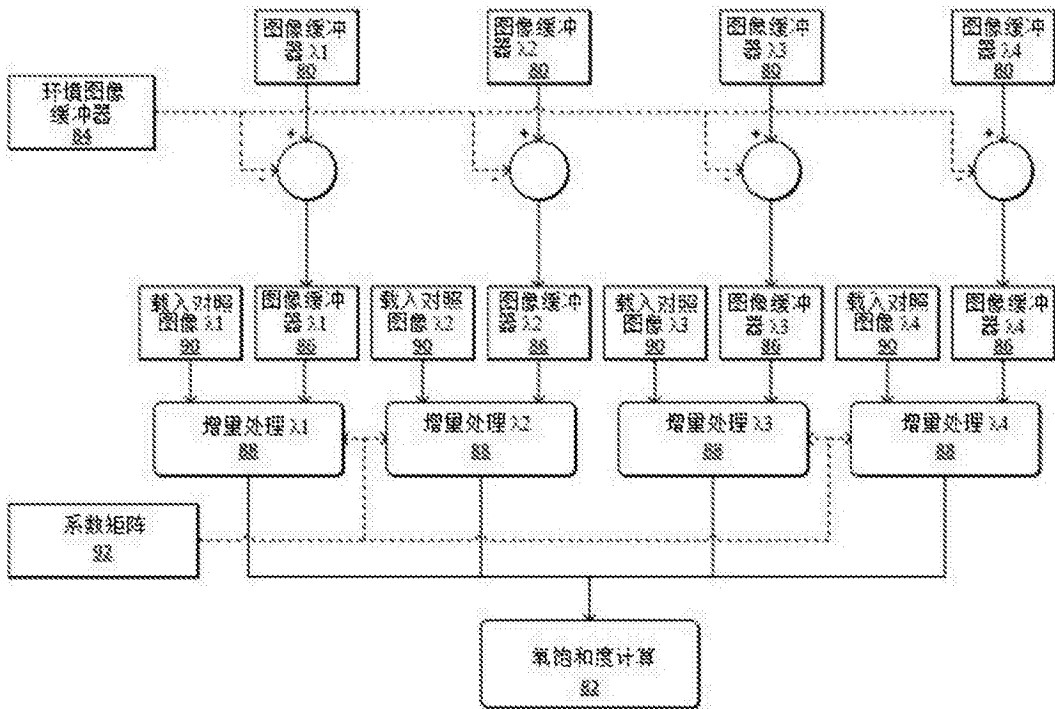 图像缓冲
器 λ1
80
图像缓冲
器 λ2
80
图像缓冲
器 λ3
80
图像缓冲
器 λ4
80
环境图像
缓冲器
84
+
-
+
-
+
-
+
-
载入对照
图像 λ1
90
图像缓冲
器 λ1
86
载入对照
图像 λ2
90
图像缓冲
器 λ2
86
载入对照
图像 λ3
90
图像缓冲
器 λ3
86
载入对照
图像 λ4
90
图像缓冲
器 λ4
86
增量处理 λ1
88
增量处理 λ2
88
增量处理 λ3
88
增量处理 λ4
88
系数矩阵
92
氧饱和度计算
82